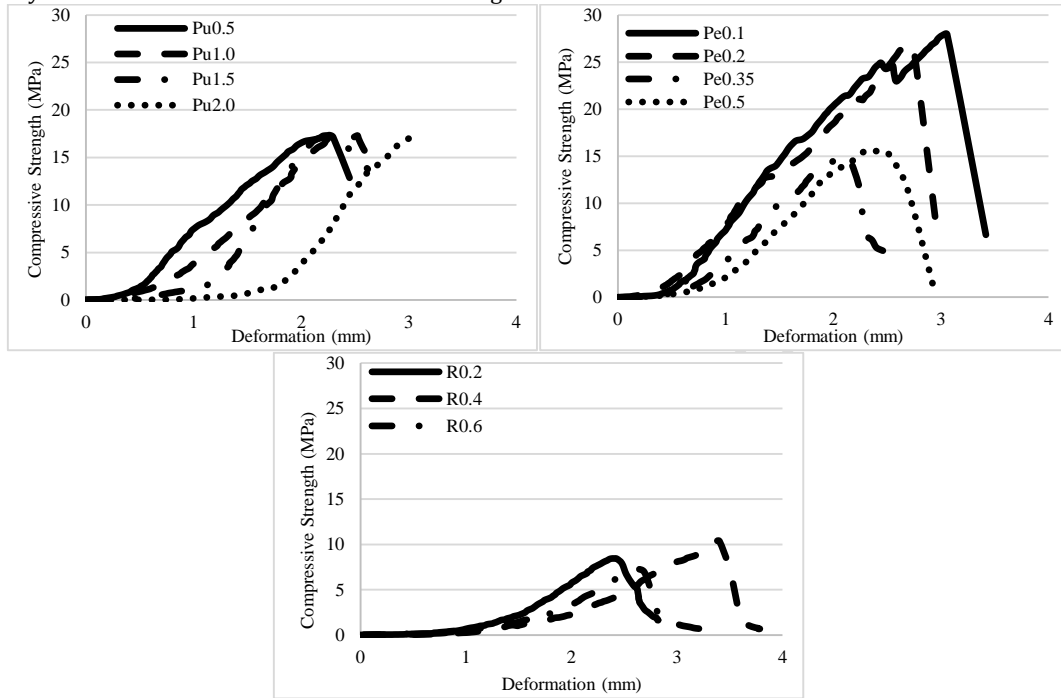 Pu0.5
Pu1.0
Pu1.5
Pu2.0
30
25
20
15
10
5
0
0 1 2 3 4
Compressive Strength (MPa)
Deformation (mm)
Pe0.1
Pe0.2
Pe0.35
Pe0.5
30
25
20
15
10
5
0
0 1 2 3 4
Compressive Strength (MPa)
Deformation (mm)
R0.2
R0.4
R0.6
30
25
20
15
10
5
0
0 1 2 3 4
Compressive Strength (MPa)
Deformation (mm)